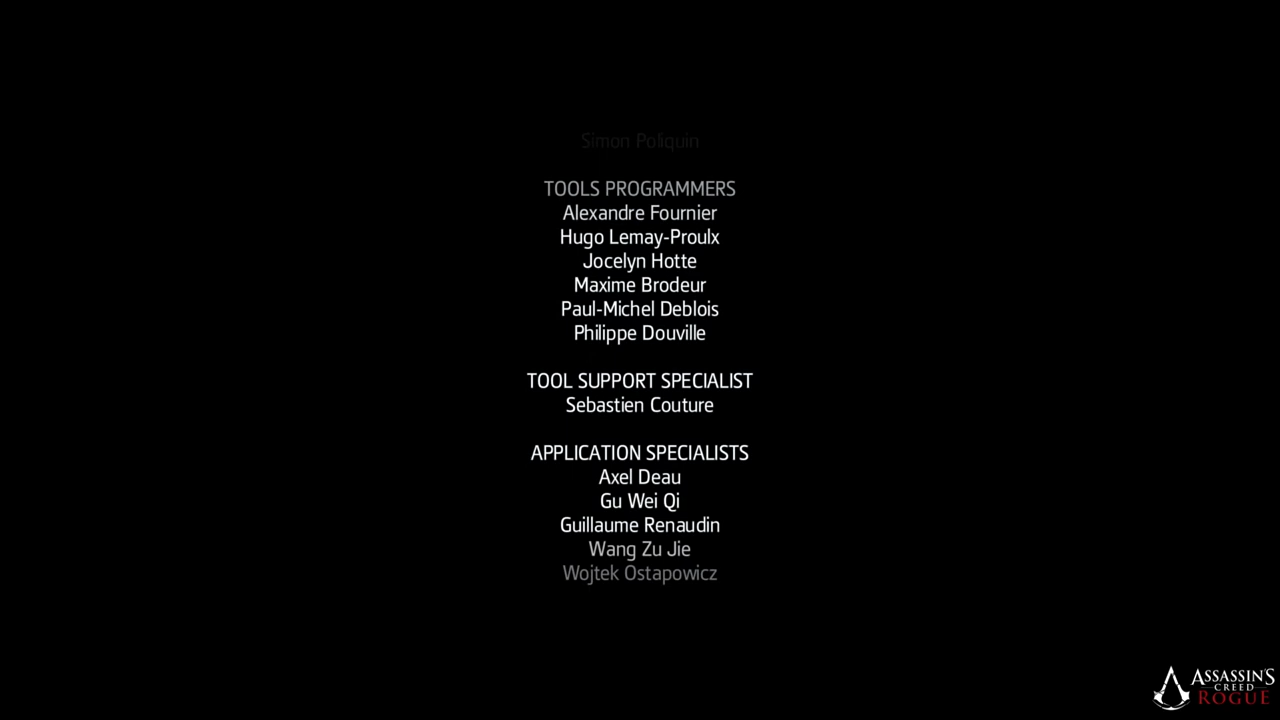 Simon Poliquin
TOOLS PROGRAMMERS
Alexandre Fournier
Hugo Lemay-Proulx
Jocelyn Hotte
Maxime Brodeur
Paul-Michel Deblois
Philippe Douville
TOOL SUPPORT SPECIALIST
Sebastien Couture
APPLICATION SPECIALISTS
Axel Deau
Gu Wei Qi
Guillaume Renaudin
Wang Zu Jie
Wojtek Ostapowicz
ASSASSIN'S
CREED
ROGUE